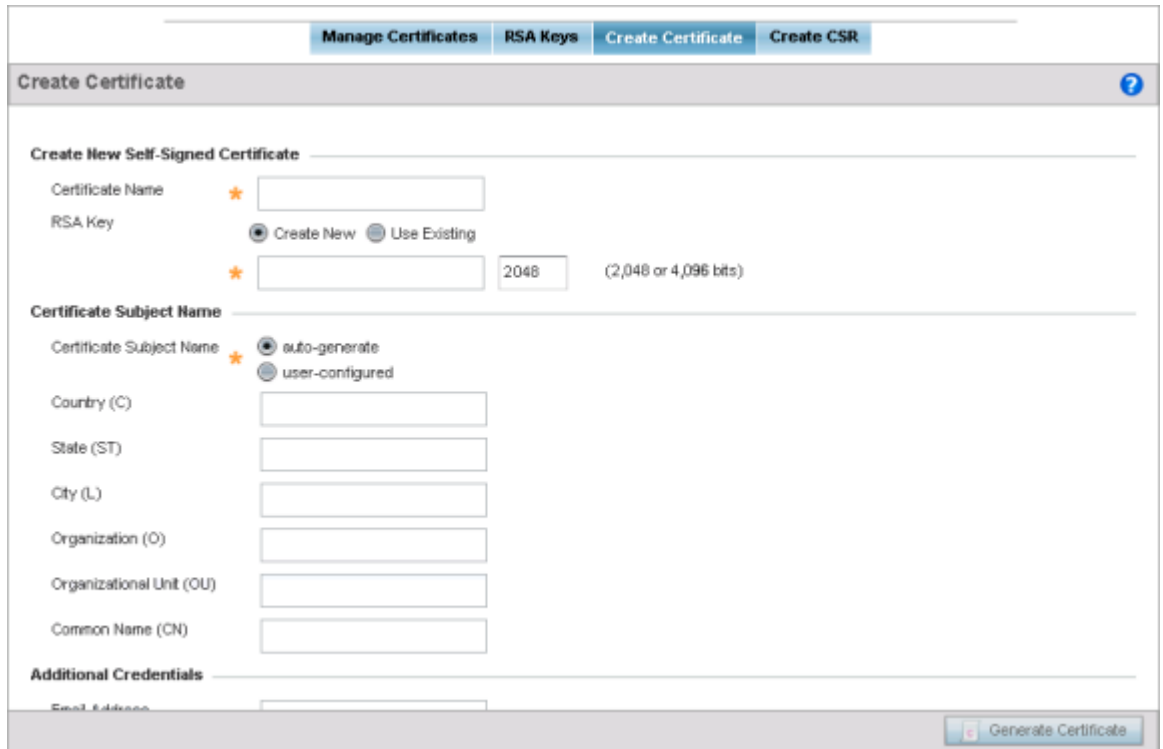 Manage Certificates RSA Keys Create Certificate Create CSR
Create Certificate ?
Create New Self-Signed Certificate
Certificate Name *
RSA Key
Create New Use Existing
* 2048 (2,048 or 4,096 bits)
Certificate Subject Name
Certificate Subject Name * auto-generate
user-configured
Country (C)
State (ST)
City (L)
Organization (O)
Organizational Unit (OU)
Common Name (CN)
Additional Credentials
Email Address
Generate Certificate